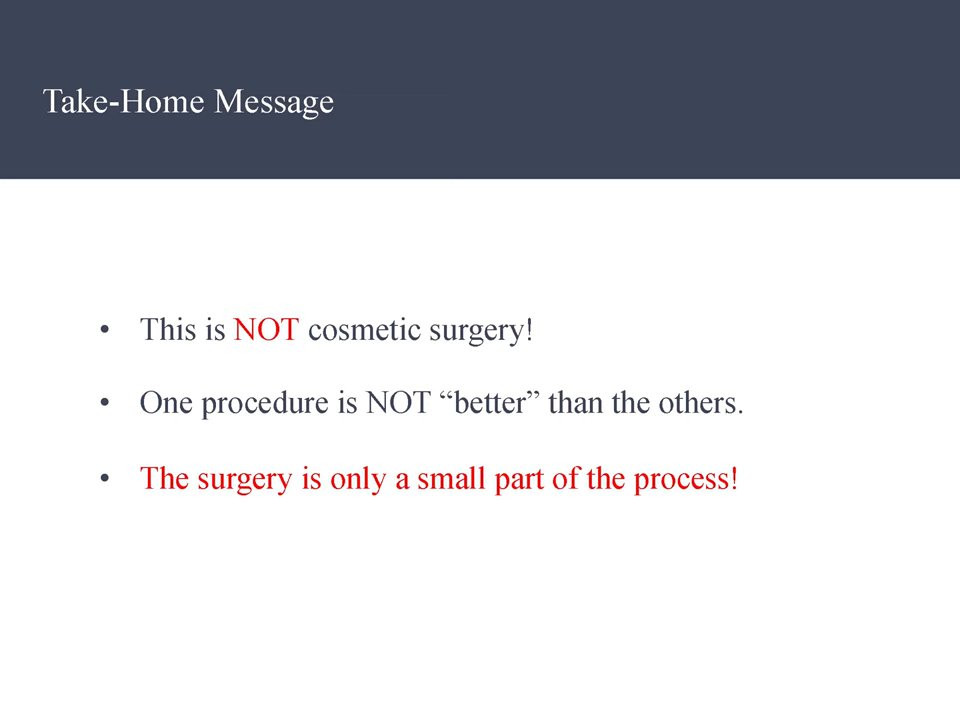 Take-Home Message
• This is NOT cosmetic surgery!
• One procedure is NOT “better” than the others.
• The surgery is only a small part of the process!